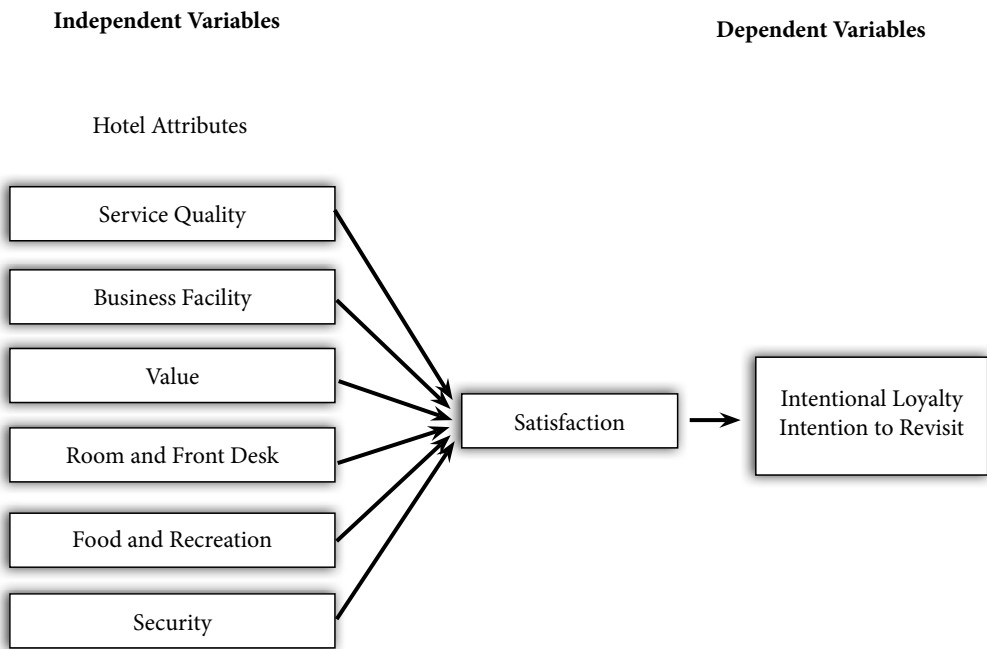 Independent Variables
Dependent Variables
Hotel Attributes
Service Quality
Business Facility
Value
Room and Front Desk
Food and Recreation
Security
Satisfaction
Intentional Loyalty
Intention to Revisit